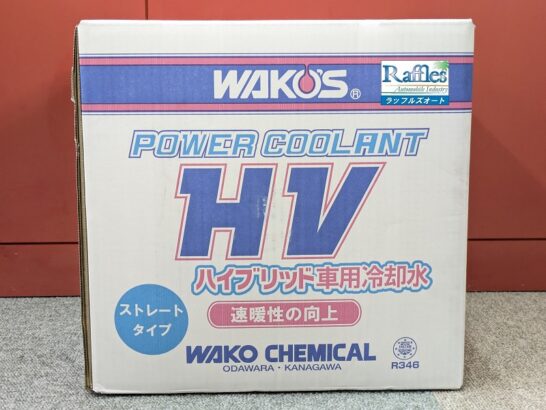 WAKO'S®
Raffles
Automobile Industry
ラッフルズオート
POWER COOLANT
HV
ハイブリッド車用冷却水
ストレート
タイプ
速暖性の向上
WAKO CHEMICAL
ODAWARA・KANAGAWA
R346